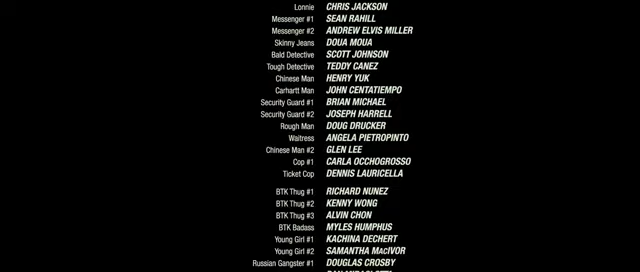 Lonnie CHRIS JACKSON
Messenger #1 SEAN RAHILL
Messenger #2 ANDREW ELVIS MILLER
Skinny Jeans DOUA MOUA
Bald Detective SCOTT JOHNSON
Tough Detective TEDDY CANEZ
Chinese Man HENRY YUK
Carhartt Man JOHN CENTATIEMPO
Security Guard #1 BRIAN MICHAEL
Security Guard #2 JOSEPH HARRELL
Rough Man DOUG DRUCKER
Waitress ANGELA PIETROPINTO
Chinese Man #2 GLEN LEE
Cop #1 CARLA OCCHOGROSSO
Ticket Cop DENNIS LAURICELLA
BTK Thug #1 RICHARD NUNEZ
BTK Thug #2 KENNY WONG
BTK Thug #3 ALVIN CHON
BTK Badass MYLES HUMPHUS
Young Girl #1 KACHINA DECHERT
Young Girl #2 SAMANTHA MacIVOR
Russian Gangster #1 DOUGLAS CROSBY